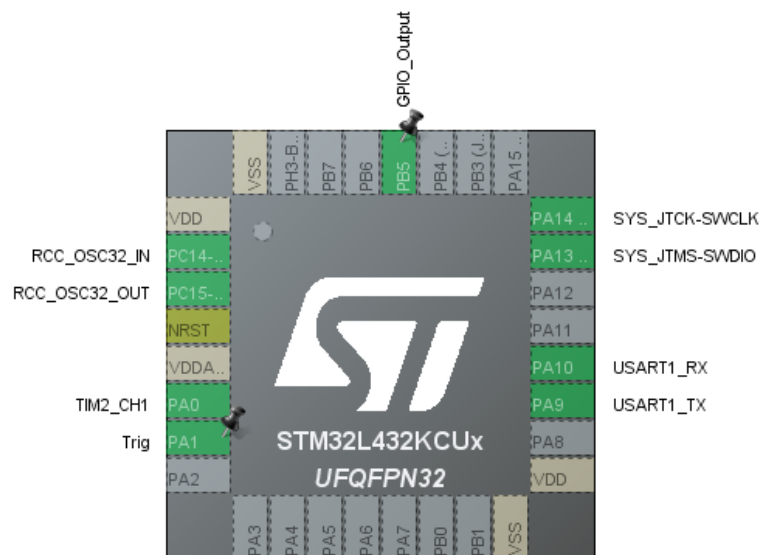 GPIO_Output
VSS
PH3-B...
PB7
PB6
PB5
PB4 (...
PB3 (J...
PA15 ...
VDD
PA14 ...
SYS_JTCK-SWCLK
RCC_OSC32_IN
PC14-...
PA13 ...
SYS_JTMS-SWDIO
RCC_OSC32_OUT
PC15-...
PA12
NRST
PA11
VDDA...
PA10
USART1_RX
TIM2_CH1
PA0
PA9
USART1_TX
Trig
PA1
STM32L432KCUx
PA8
PA2
UFQFPN32
VDD
PA3
PA4
PA5
PA6
PA7
PB0
PB1
VSS